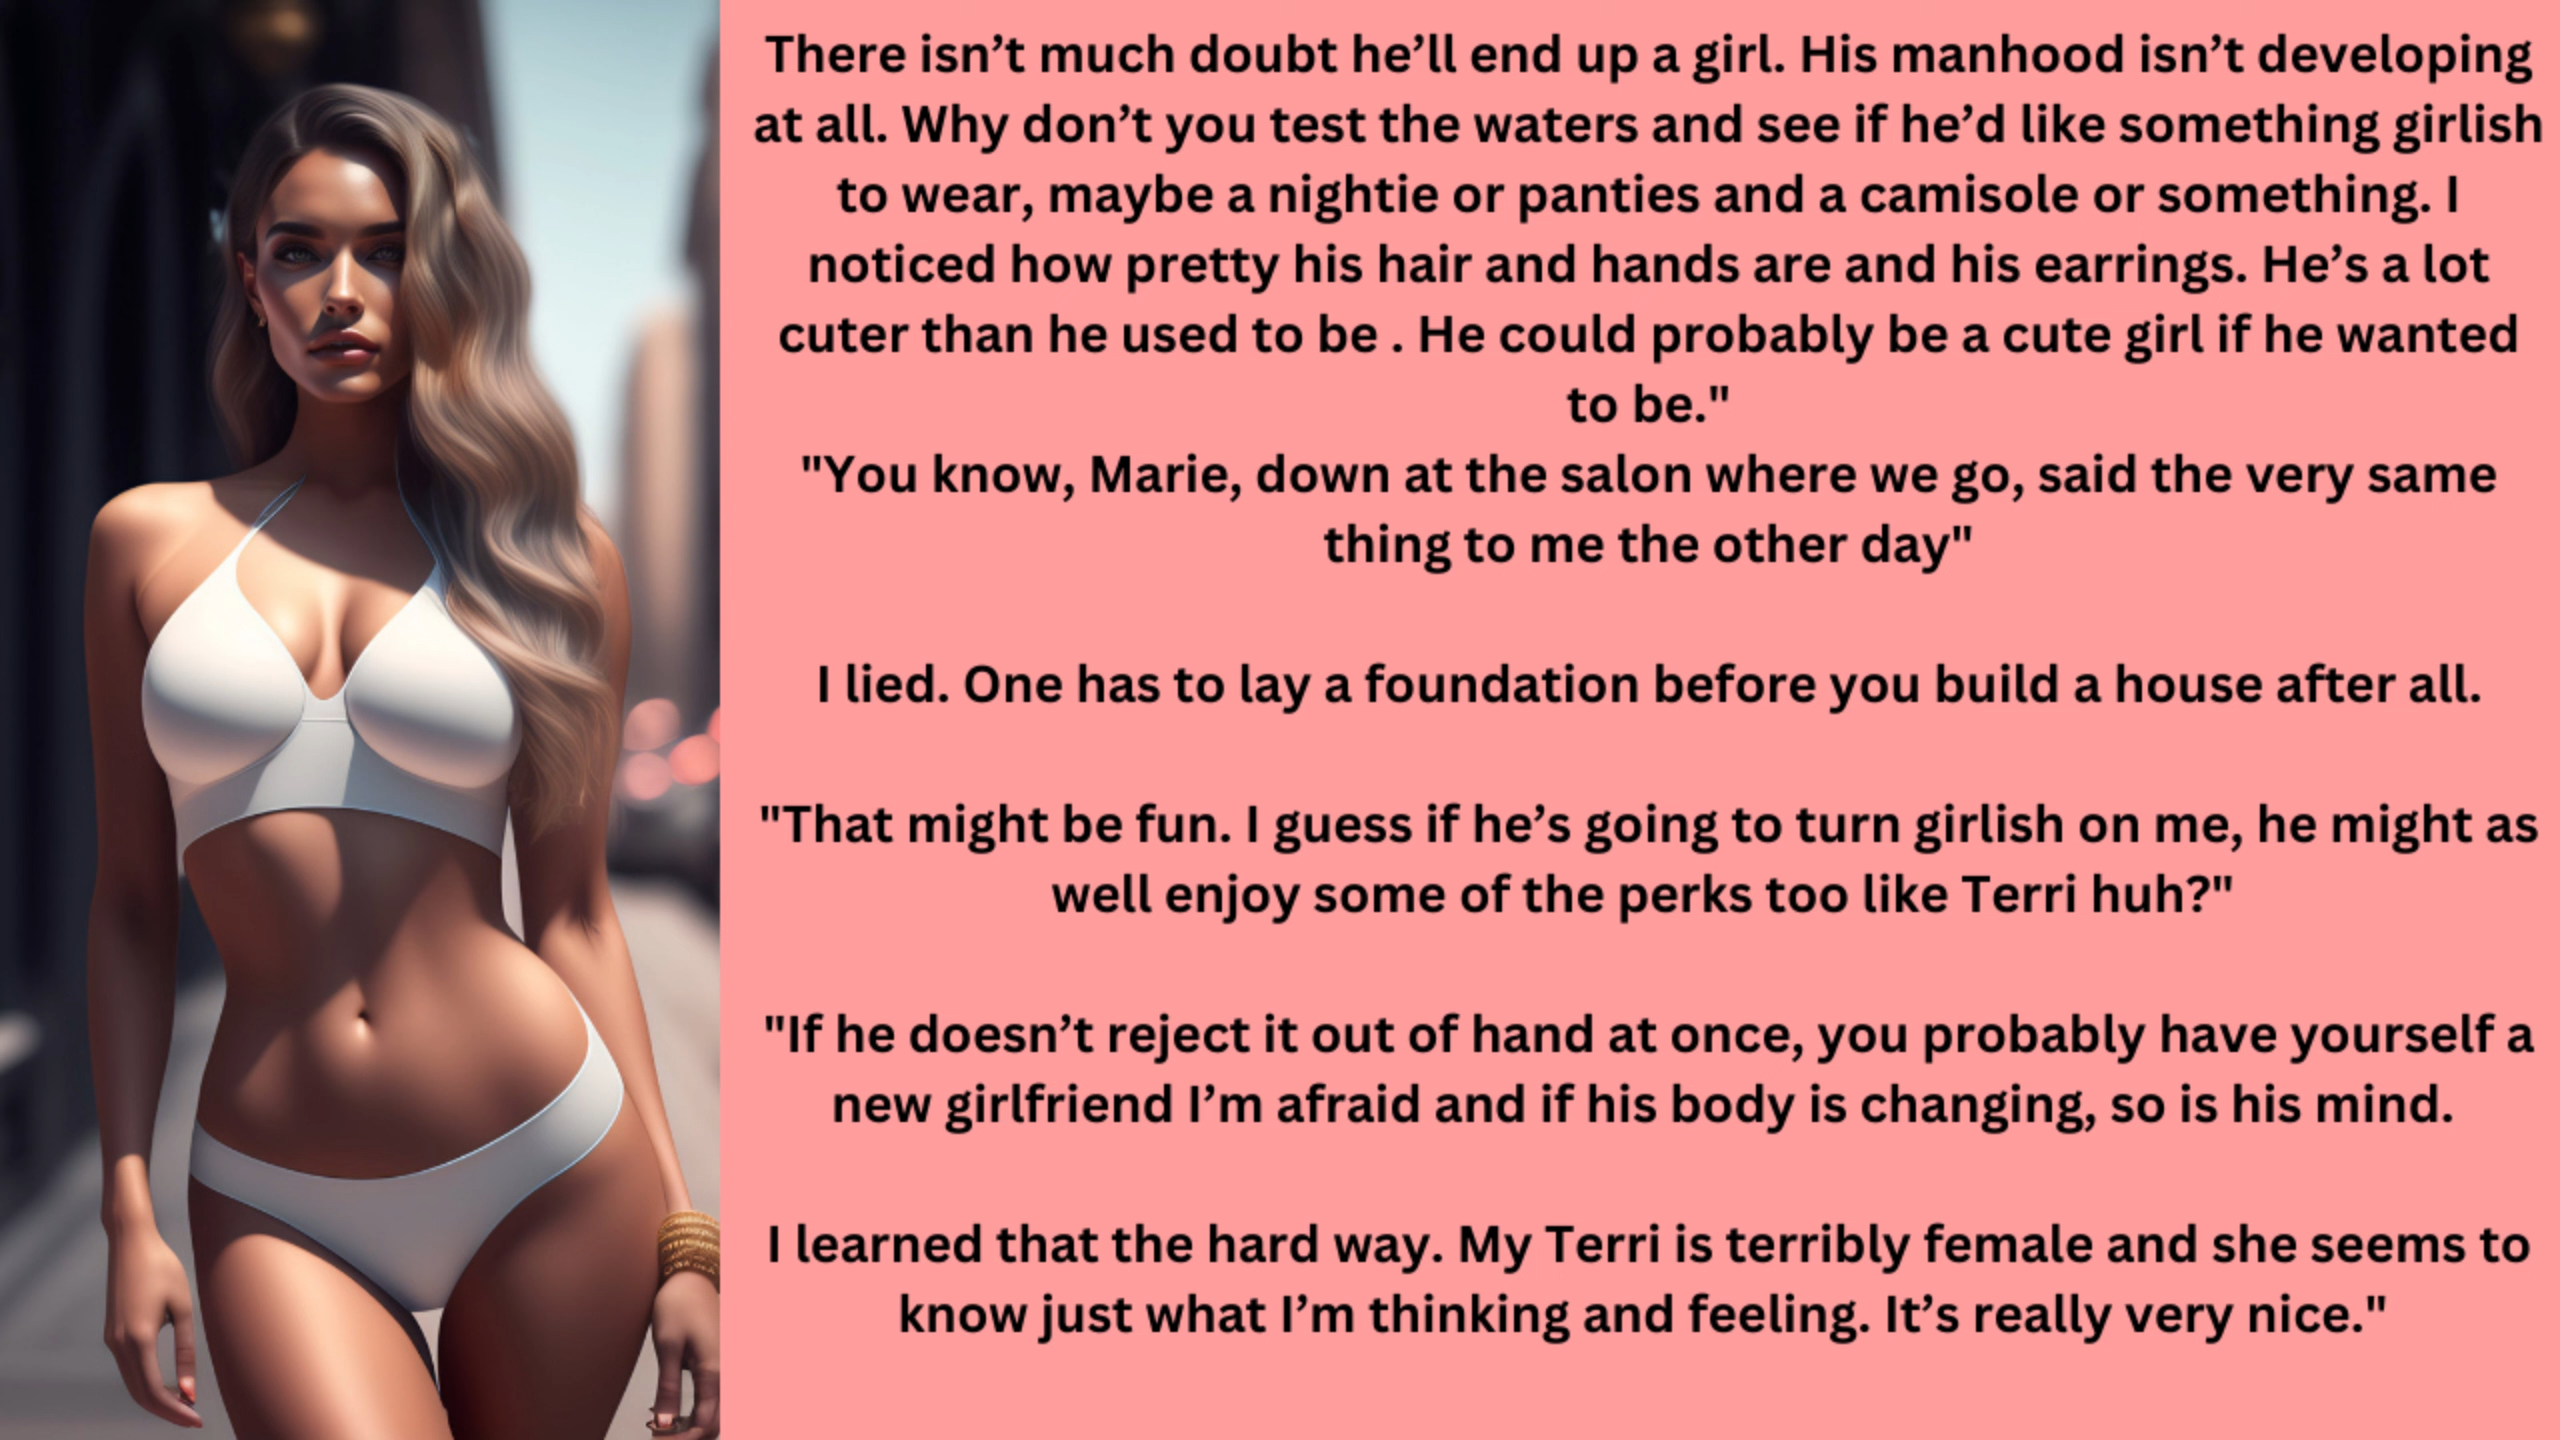 There isn’t much doubt he’ll end up a girl. His manhood isn’t developing
at all. Why don’t you test the waters and see if he’d like something girlish
to wear, maybe a nightie or panties and a camisole or something. I
noticed how pretty his hair and hands are and his earrings. He’s a lot
cuter than he used to be . He could probably be a cute girl if he wanted
to be."
"You know, Marie, down at the salon where we go, said the very same
thing to me the other day"
I lied. One has to lay a foundation before you build a house after all.
"That might be fun. I guess if he’s going to turn girlish on me, he might as
well enjoy some of the perks too like Terri huh?"
"If he doesn’t reject it out of hand at once, you probably have yourself a
new girlfriend I’m afraid and if his body is changing, so is his mind.
I learned that the hard way. My Terri is terribly female and she seems to
know just what I’m thinking and feeling. It’s really very nice."